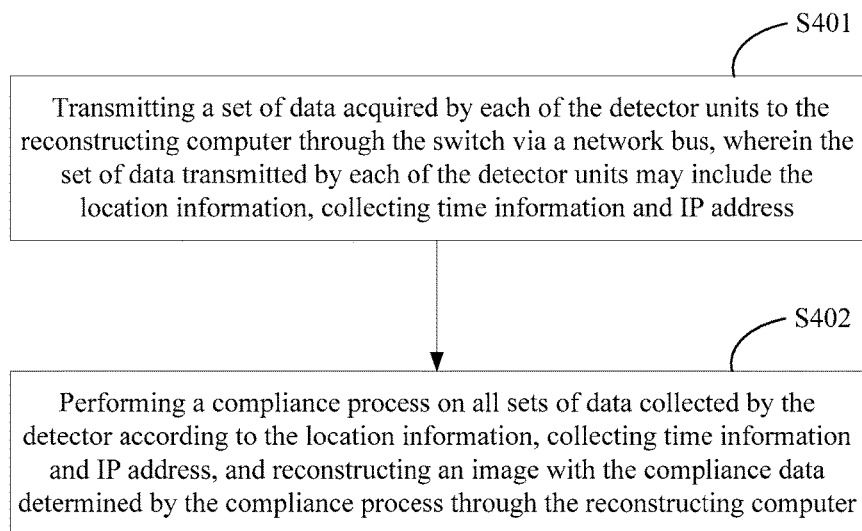 S401
Transmitting a set of data acquired by each of the detector units to the
reconstructing computer through the switch via a network bus, wherein the
set of data transmitted by each of the detector units may include the
location information, collecting time information and IP address
S402
Performing a compliance process on all sets of data collected by the
detector according to the location information, collecting time information
and IP address, and reconstructing an image with the compliance data
determined by the compliance process through the reconstructing computer